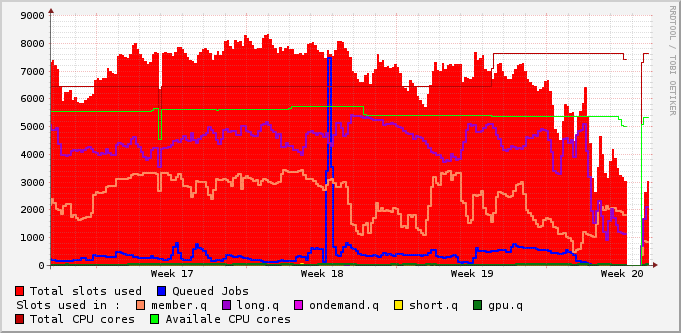 9000
8000
7000
6000
5000
4000
3000
2000
1000
0
Week 17 Week 18 Week 19 Week 20
RRDTOOL / TOBI OETIKER
Total slots used Queued Jobs
Slots used in : member.q long.q ondemand.q short.q gpu.q
Total CPU cores Availale CPU cores